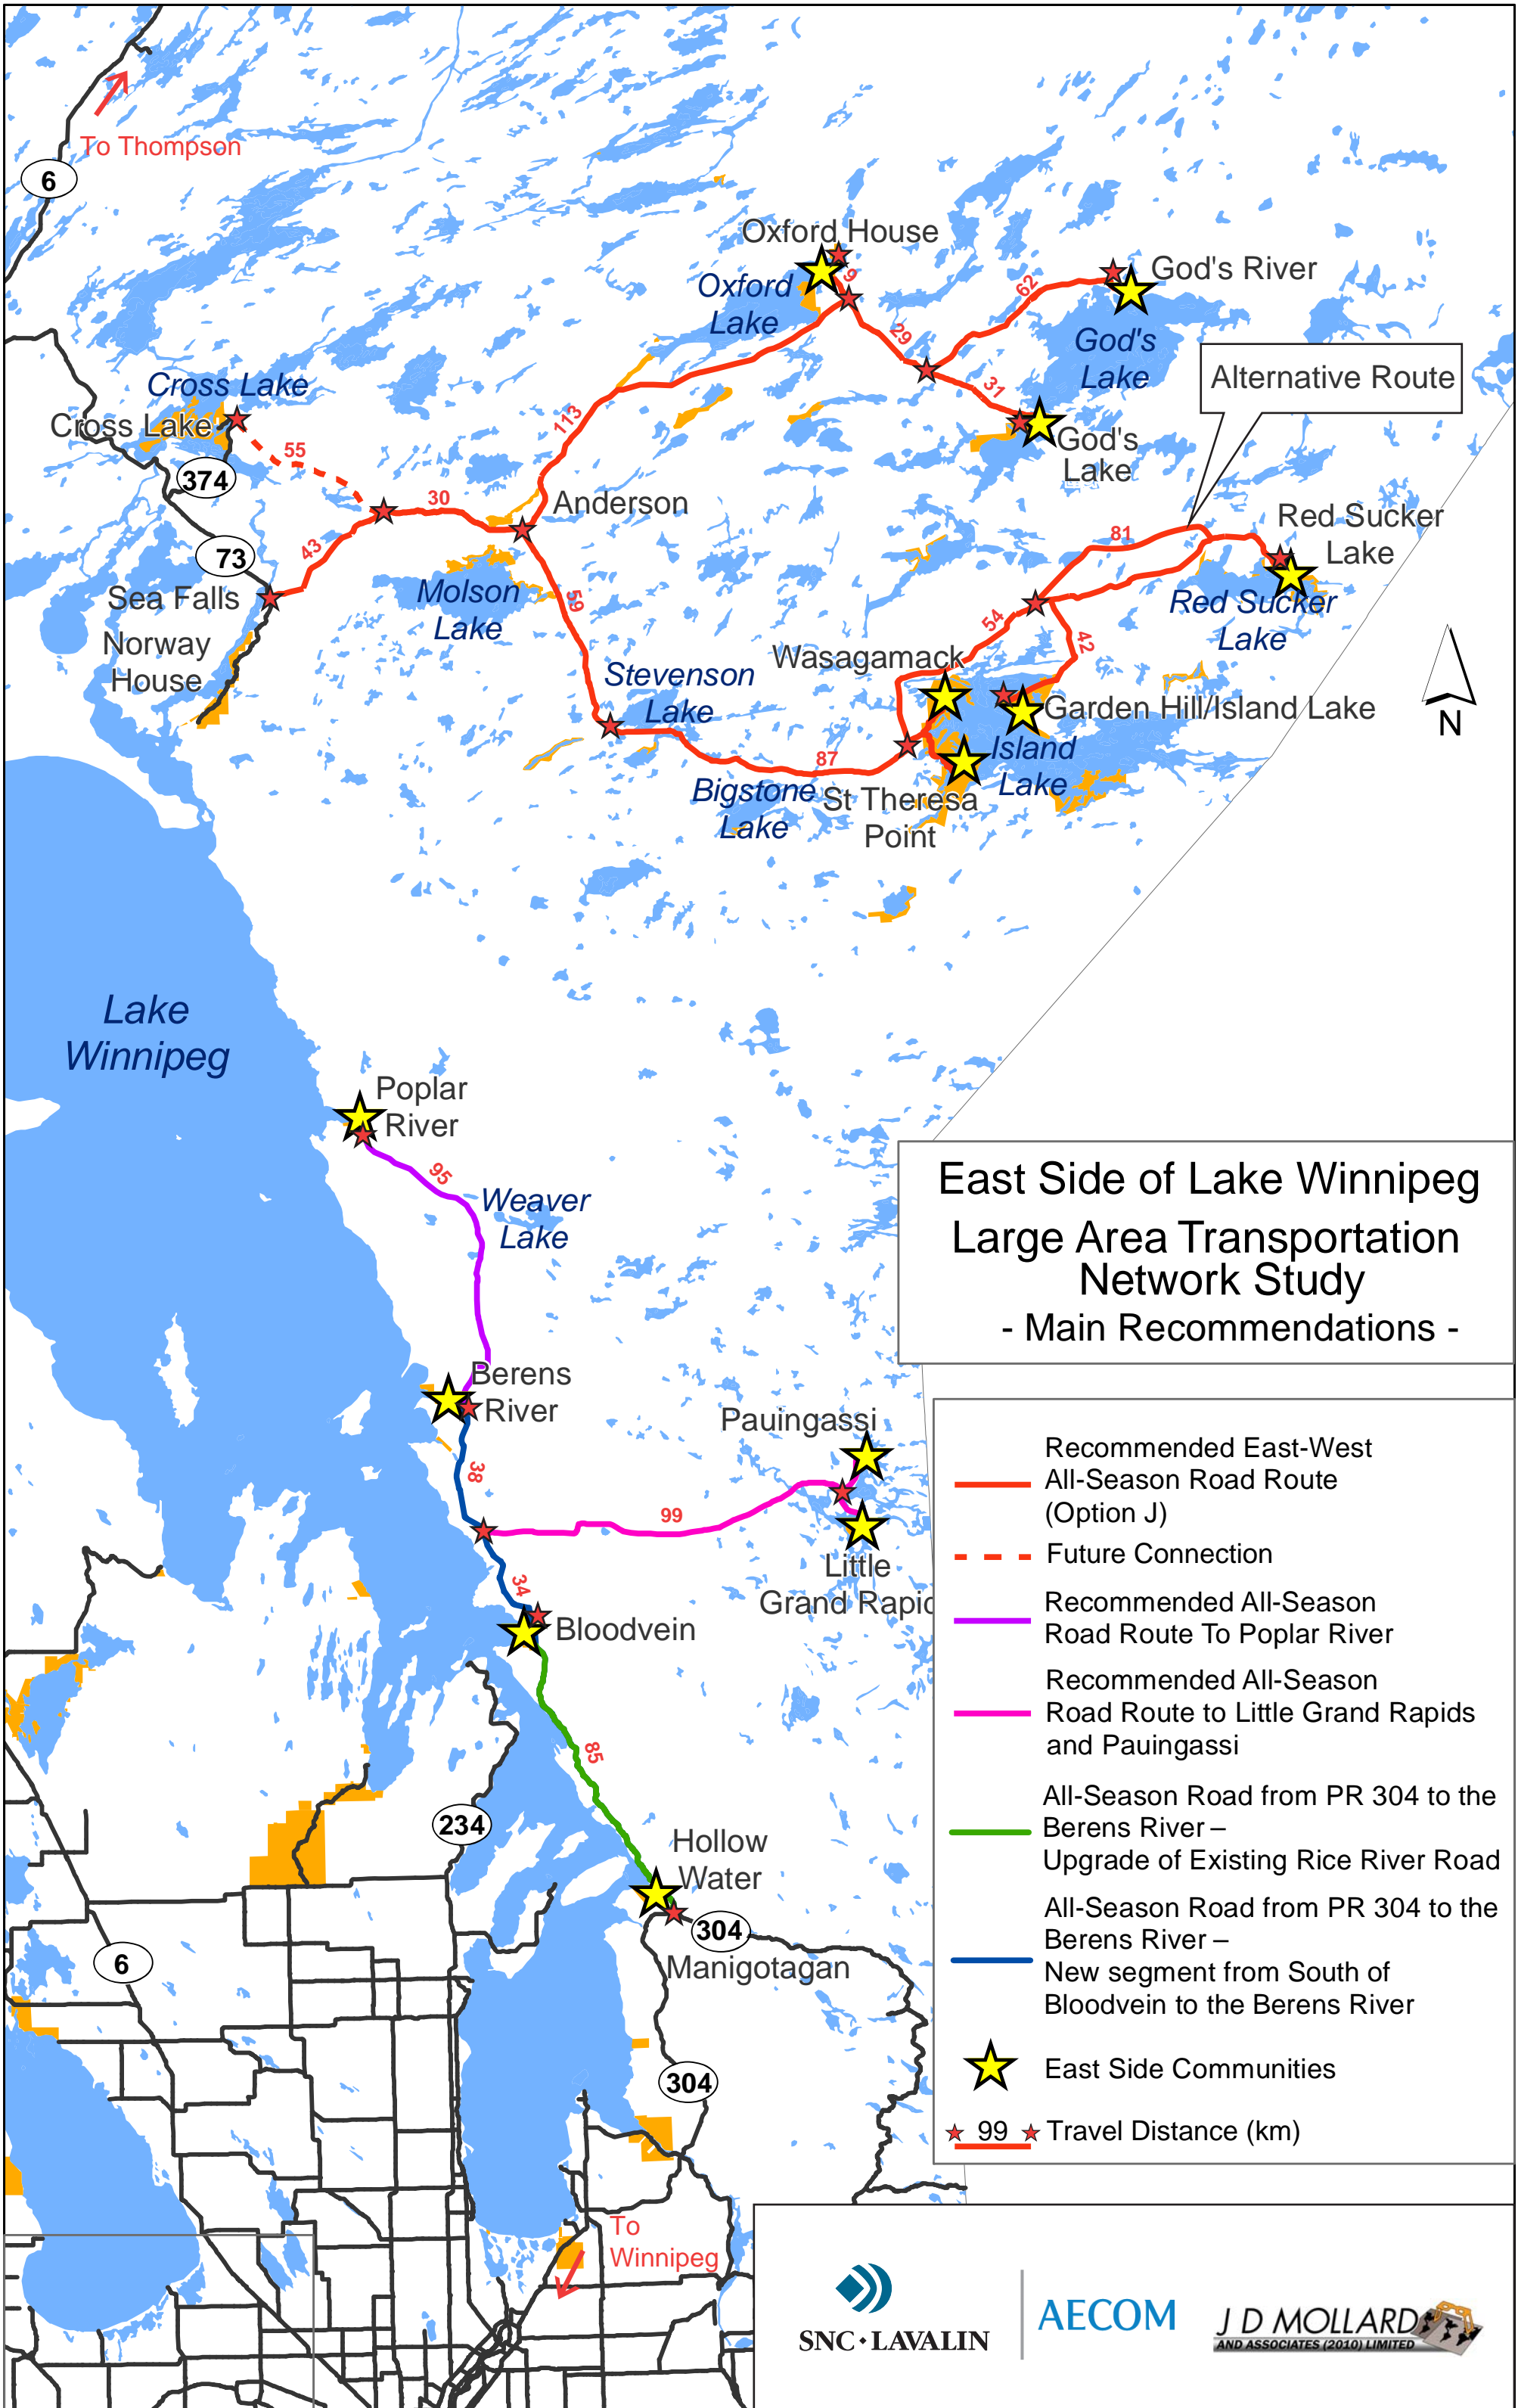 To Thompson
6
Oxford House
9
God's River
Oxford
Lake
62
29
God's
Lake
Alternative Route
Cross Lake
31
Cross Lake
113
God's
Lake
55
374
30
Anderson
Red Sucker
Lake
81
43
73
Sea Falls
Molson
Lake
59
Red Sucker
Lake
54
42
Norway
House
Wasagamack
Stevenson
Lake
Garden Hill/Island Lake
N
87
Island
Lake
Bigstone
Lake
St Theresa
Point
Lake
Winnipeg
Poplar
River
95
Weaver
Lake
East Side of Lake Winnipeg
Large Area Transportation
Network Study
- Main Recommendations -
Berens
River
Pauingassi
38
99
Little
Grand Rapid
34
Bloodvein
85
234
Hollow
Water
304
Manigotagan
6
304
To
Winnipeg
Recommended East-West
All-Season Road Route
(Option J)
Future Connection
Recommended All-Season
Road Route To Poplar River
Recommended All-Season
Road Route to Little Grand Rapids
and Pauingassi
All-Season Road from PR 304 to the
Berens River –
Upgrade of Existing Rice River Road
All-Season Road from PR 304 to the
Berens River –
New segment from South of
Bloodvein to the Berens River
East Side Communities
99 Travel Distance (km)
SNC•LAVALIN
AECOM
J D MOLLARD
AND ASSOCIATES (2010) LIMITED